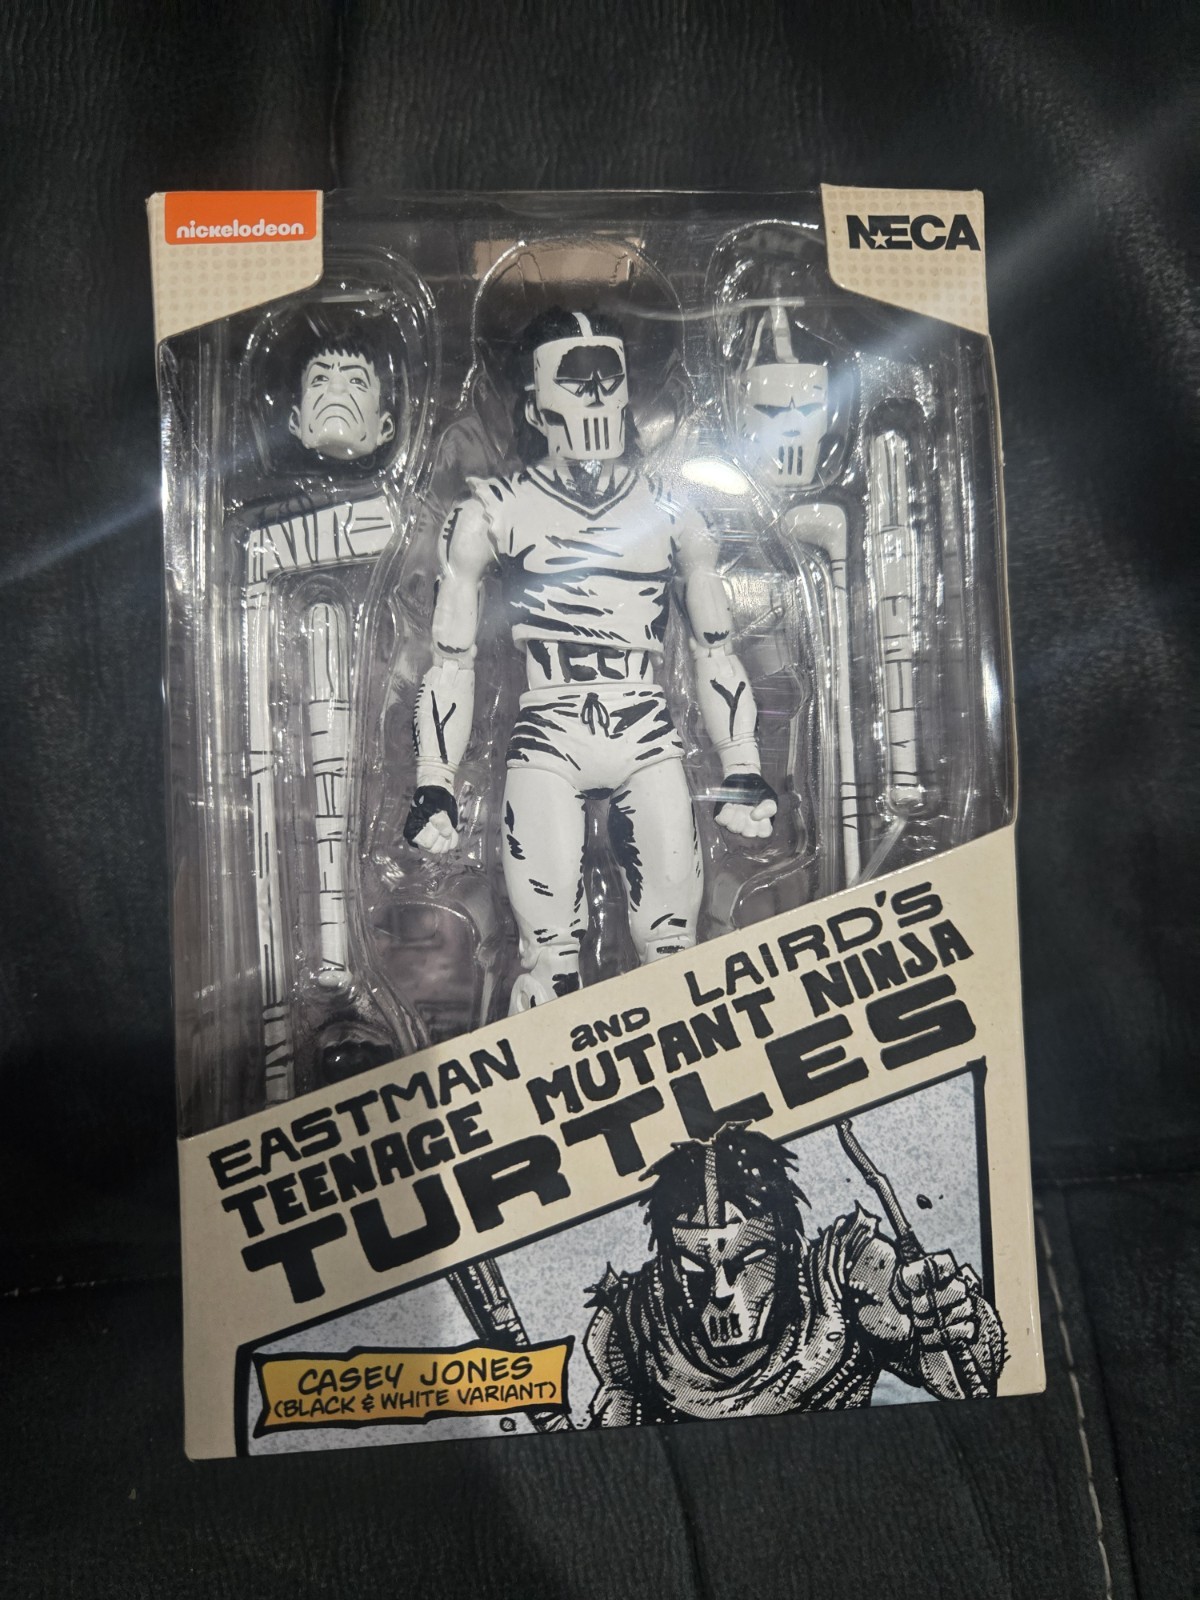 nickelodeon
NECA
EASTMAN AND LAIRD'S
TEENAGE MUTANT NINJA
TURTLES
CASEY JONES
(BLACK & WHITE VARIANT)